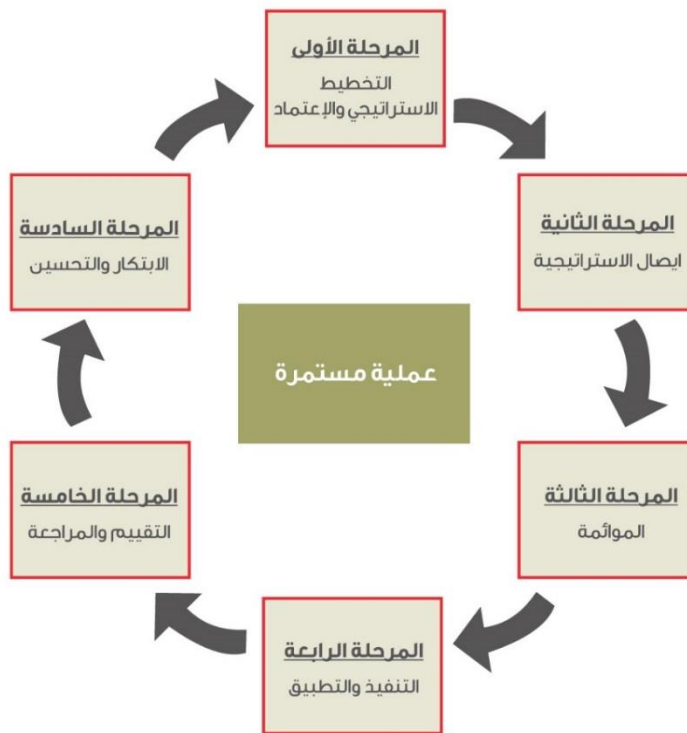 المرحلة الأولى
التخطيط
الاستراتيجي والإعتماد
المرحلة الثانية
ايصال الاستراتيجية
المرحلة الثالثة
الموائمة
المرحلة الرابعة
التنفيذ والتطبيق
المرحلة الخامسة
التقييم والمراجعة
المرحلة السادسة
الابتكار والتحسين
عملية مستمرة